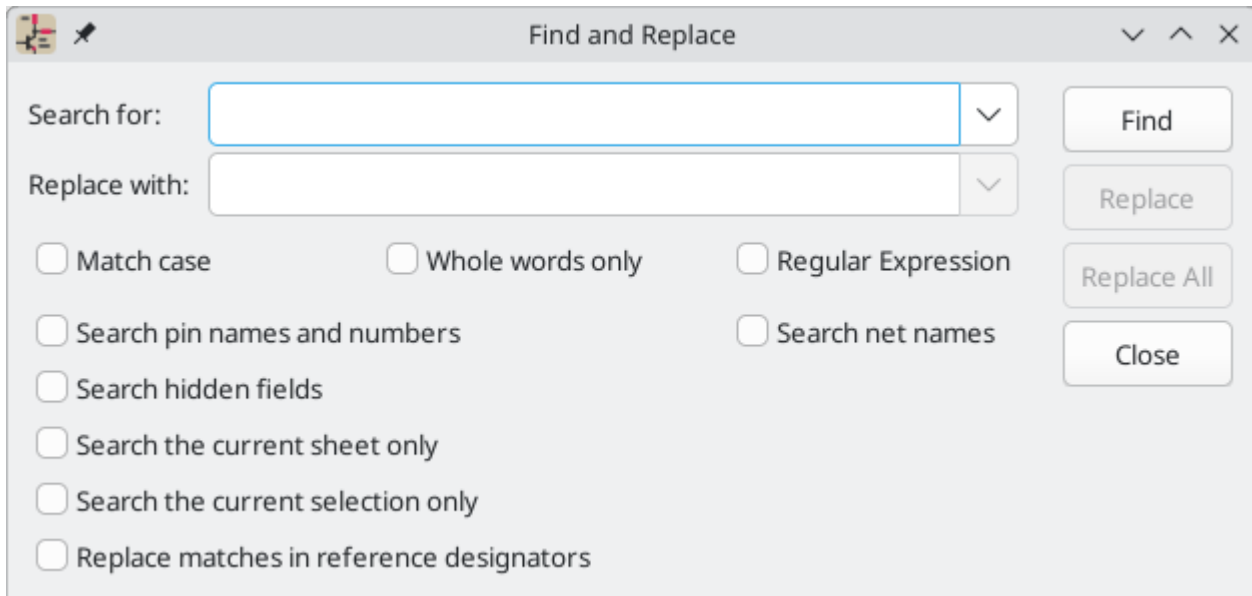 Find and Replace
Search for:
Find
Replace with:
Replace
Match case
Whole words only
Regular Expression
Replace All
Search pin names and numbers
Search net names
Close
Search hidden fields
Search the current sheet only
Search the current selection only
Replace matches in reference designators